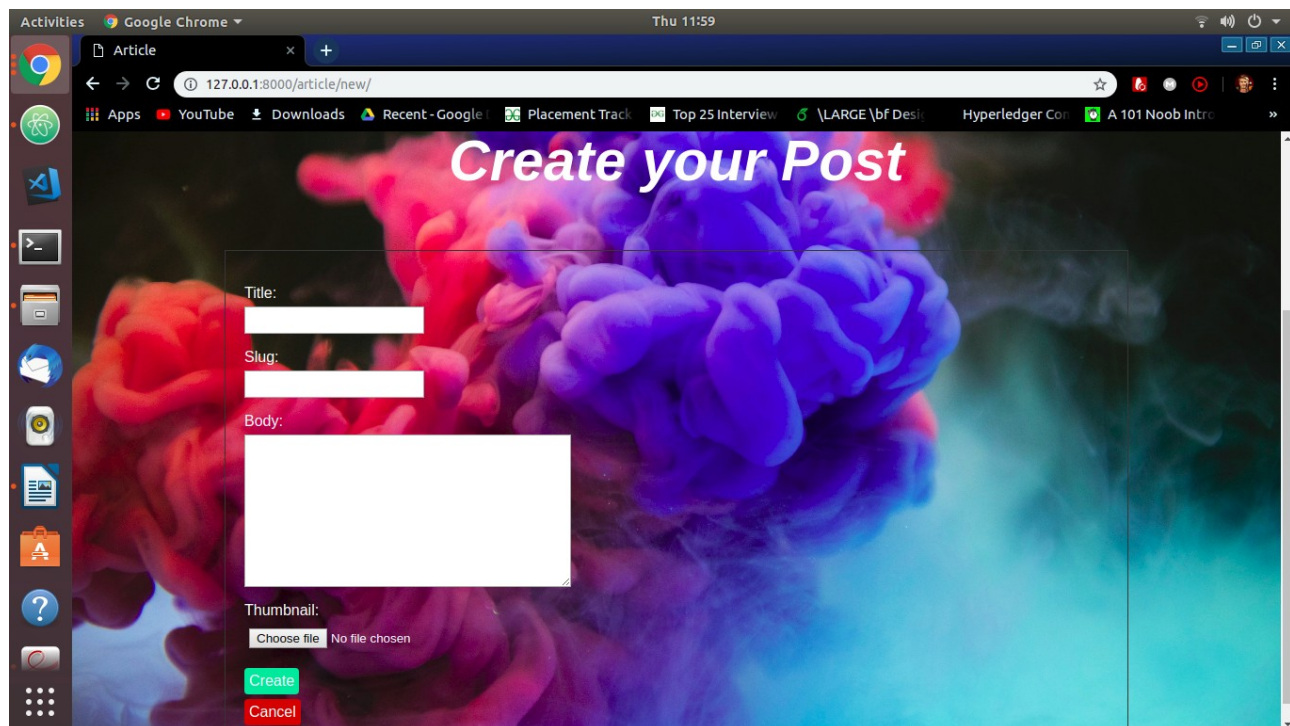 Activities Google Chrome Thu 11:59
Article
127.0.0.1:8000/article/new/
Apps YouTube Downloads Recent - Google Placement Track Top 25 Interview \LARGE \bf Desi Hyperledger Con A 101 Noob Intro »
Create your Post
Title:
Slug:
Body:
Thumbnail:
Choose file No file chosen
Create
Cancel